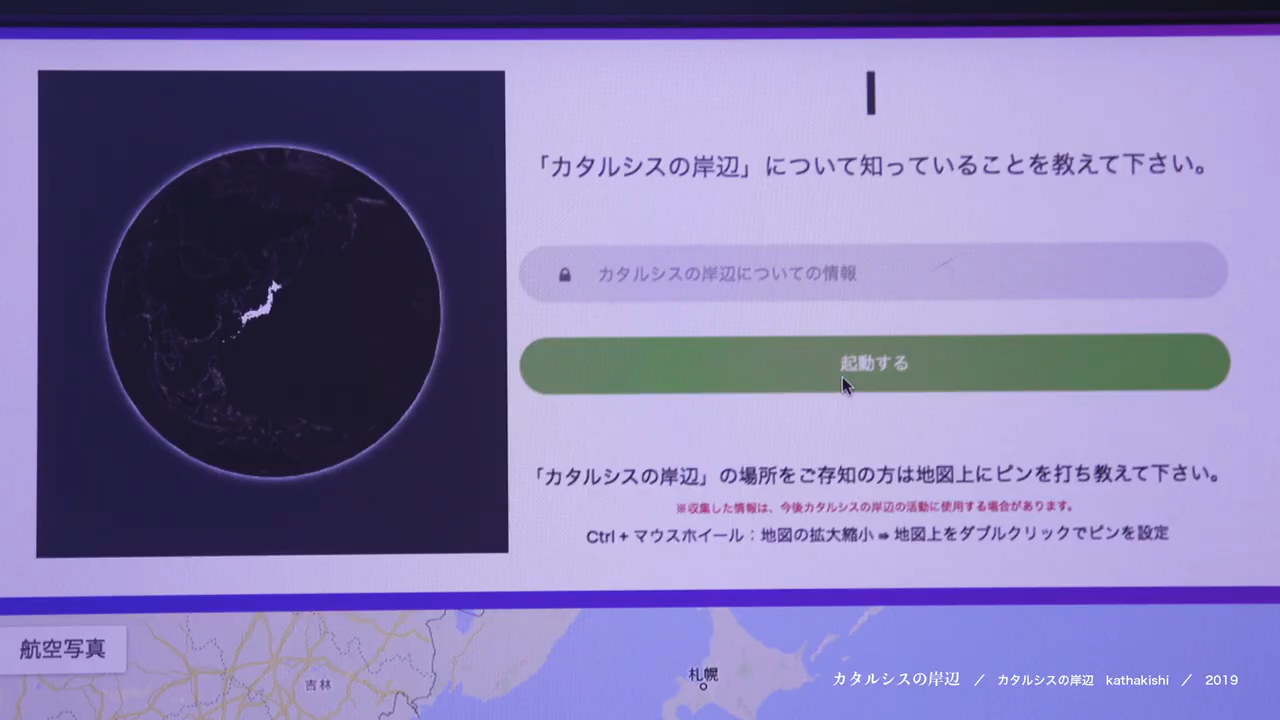 「カタルシスの岸辺」について知っていることを教えて下さい。
カタルシスの岸辺についての情報
起動する
「カタルシスの岸辺」の場所をご存知の方は地図上にピンを打ち教えて下さい。
※収集した情報は、今後カタルシスの岸辺の活動に使用する場合があります。
Ctrl + マウスホイール：地図の拡大縮小 ➡ 地図上をダブルクリックでピンを設定
航空写真
吉林
札幌
カタルシスの岸辺 ／ カタルシスの岸辺 kathakishi ／ 2019